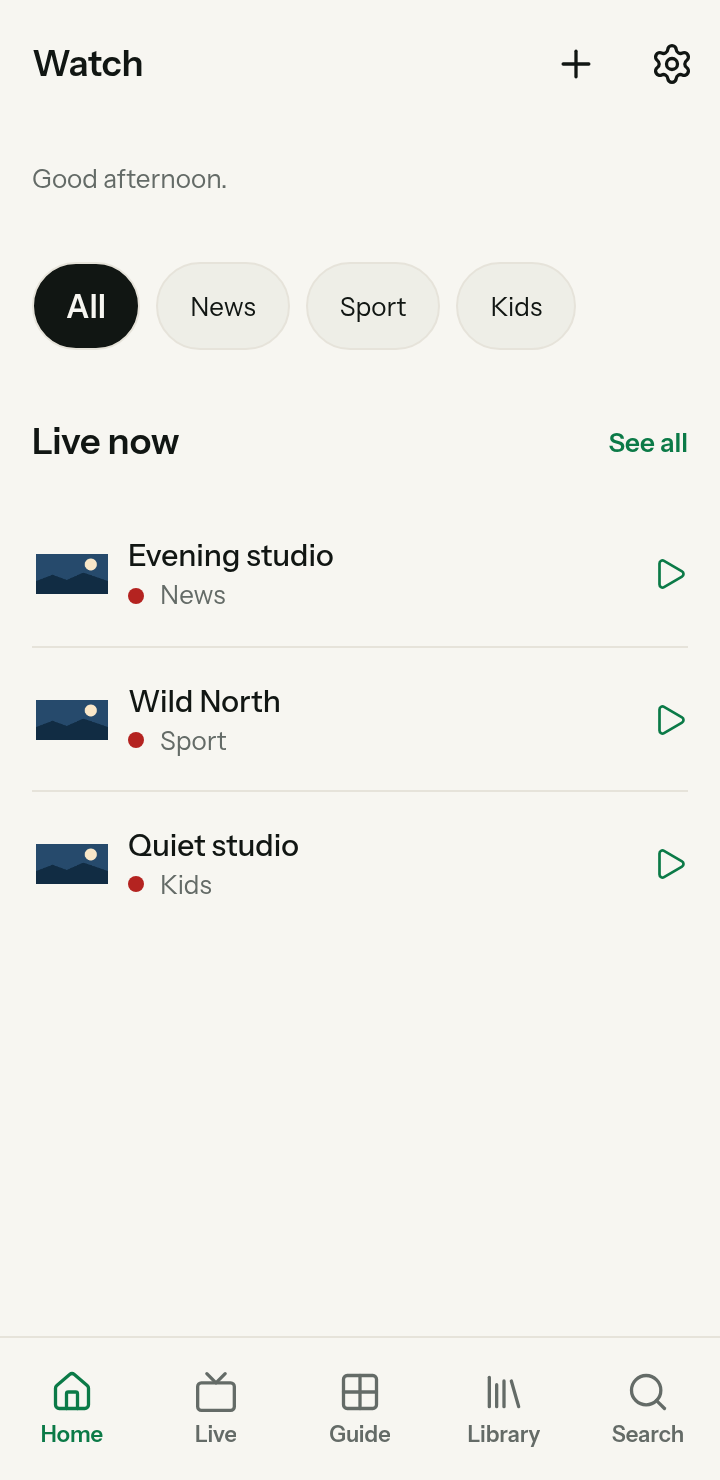 Watch
Good afternoon.
All News Sport Kids
Live now See all
Evening studio
News
Wild North
Sport
Quiet studio
Kids
Home Live Guide Library Search